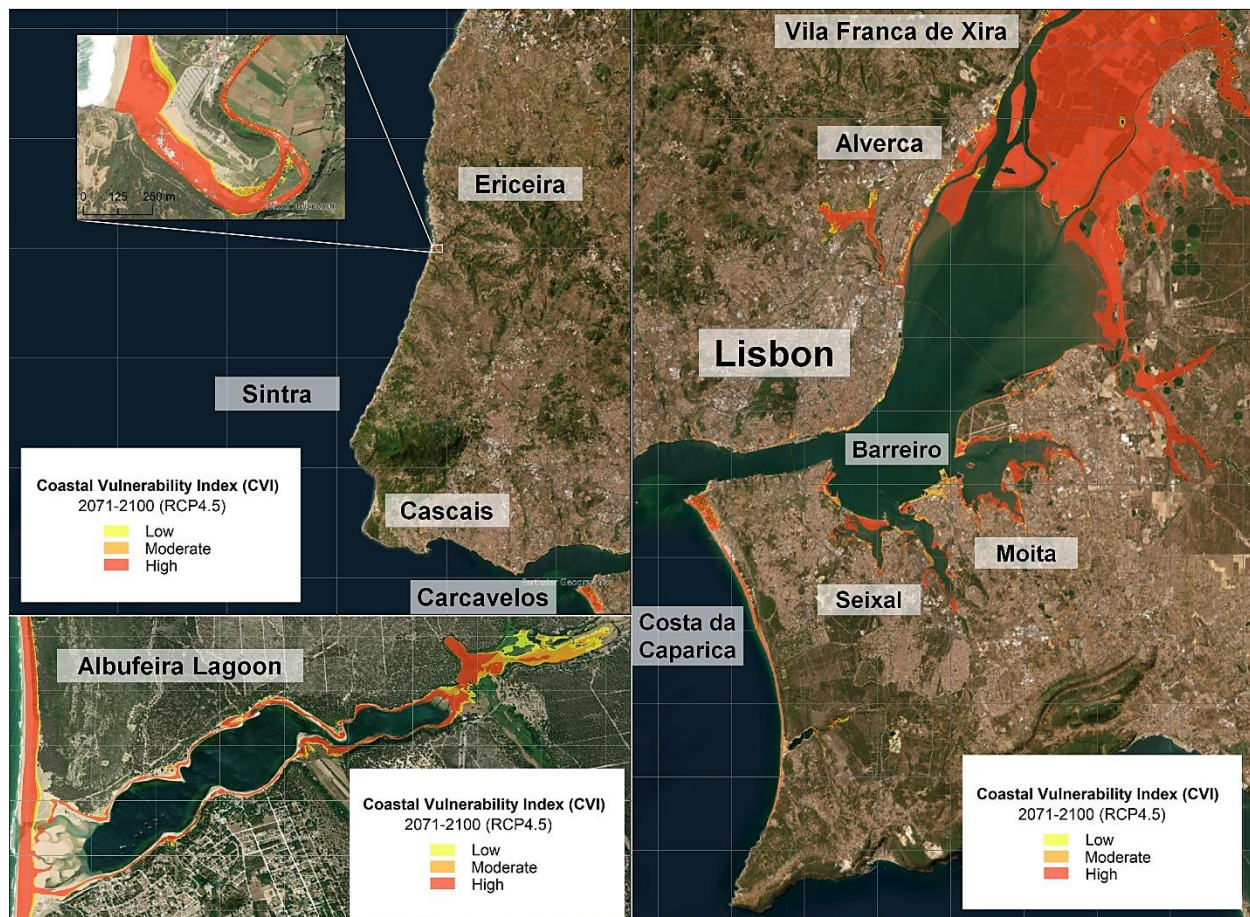 0 125 250 m
Ericeira
Sintra
Cascais
Carcavelos
Coastal Vulnerability Index (CVI)
2071-2100 (RCP4.5)
Low
Moderate
High
Albufeira Lagoon
Coastal Vulnerability Index (CVI)
2071-2100 (RCP4.5)
Low
Moderate
High
Vila Franca de Xira
Alverca
Lisbon
Barreiro
Moita
Seixal
Costa da
Caparica
Coastal Vulnerability Index (CVI)
2071-2100 (RCP4.5)
Low
Moderate
High